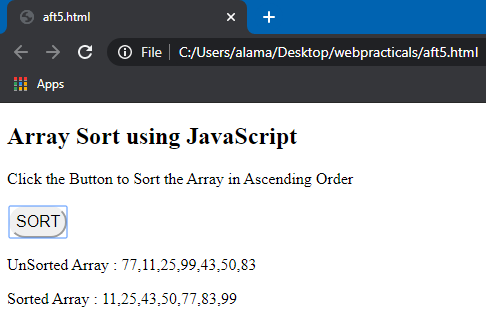 aft5.html
File | C:/Users/alama/Desktop/webpracticals/aft5.html
Apps
Array Sort using JavaScript
Click the Button to Sort the Array in Ascending Order
SORT
UnSorted Array : 77,11,25,99,43,50,83
Sorted Array : 11,25,43,50,77,83,99